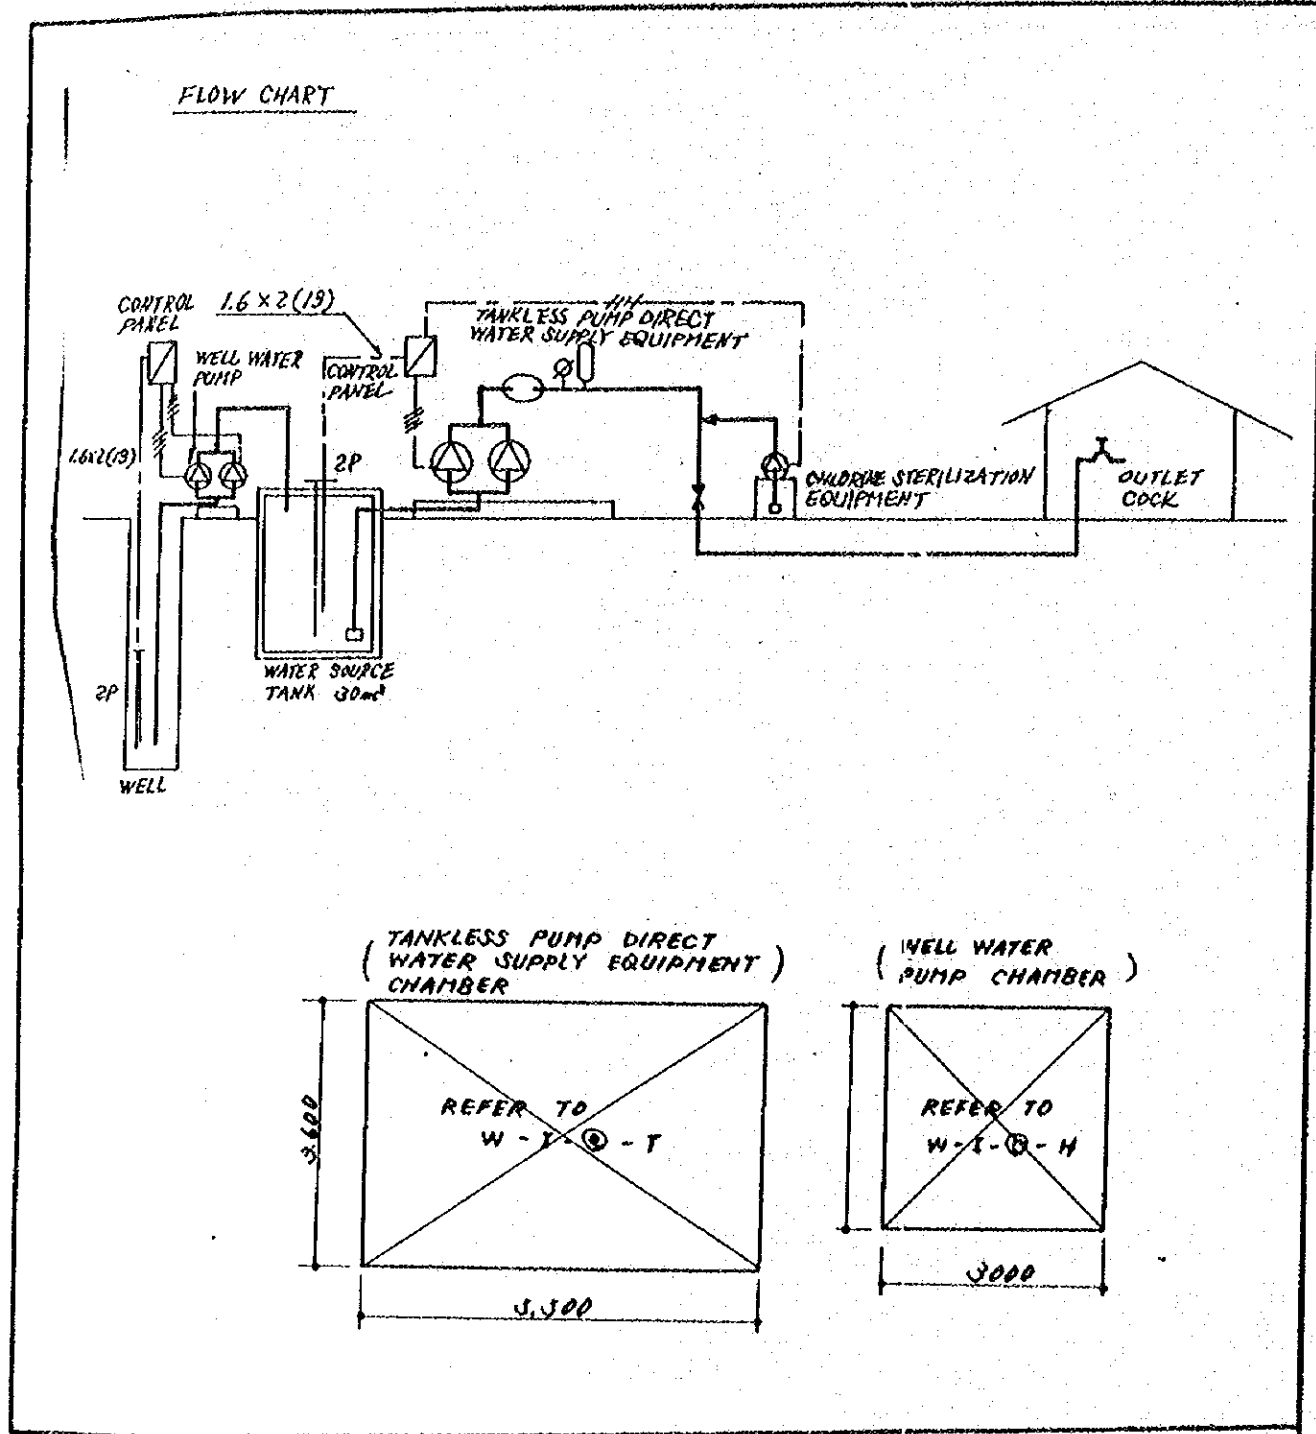 FLOW CHART
CONTROL
PANEL
1.6 × 2 (19)
WELL WATER
PUMP
CONTROL
PANEL
TANKLESS PUMP DIRECT
WATER SUPPLY EQUIPMENT
1.6×2(19)
2P
CHLORINE STERILIZATION
EQUIPMENT
OUTLET
COCK
WATER SOURCE
TANK 30m³
2P
WELL
( TANKLESS PUMP DIRECT
WATER SUPPLY EQUIPMENT )
CHAMBER
( WELL WATER
PUMP CHAMBER )
REFER TO
W - I - - T
REFER TO
W - I - - H
3.600
3000